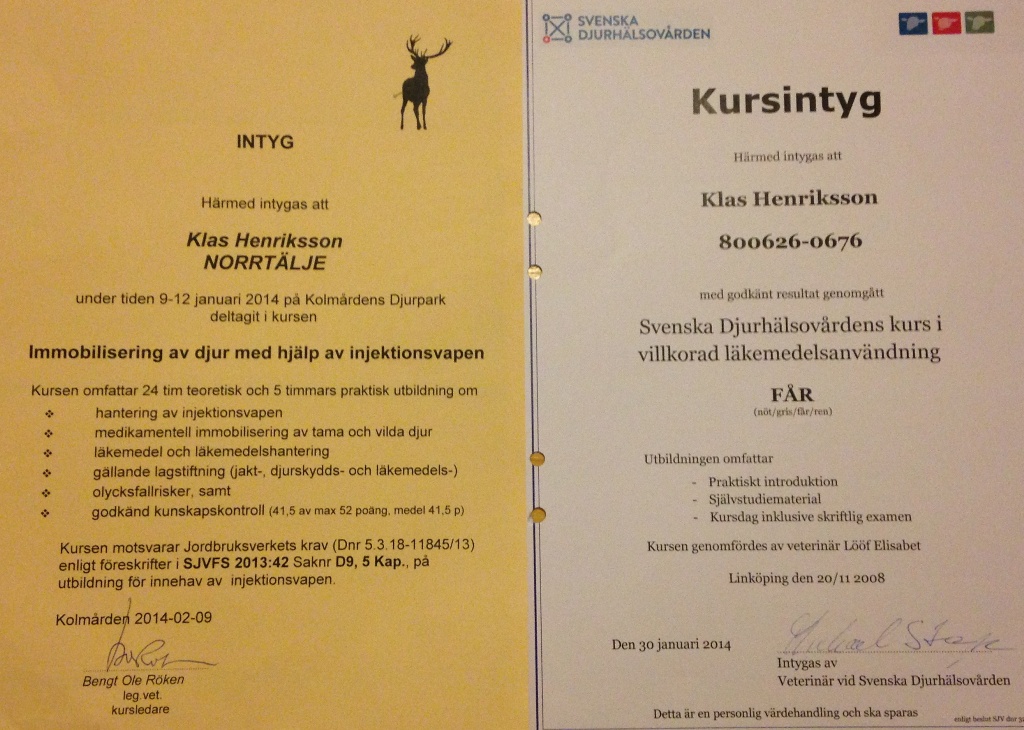 INTYG
Härmed intygas att
Klas Henriksson
NORRTÄLJE
under tiden 9-12 januari 2014 på Kolmårdens Djurpark
deltagit i kursen
Immobilisering av djur med hjälp av injektionsvapen
Kursen omfattar 24 tim teoretisk och 5 timmars praktisk utbildning om
hantering av injektionsvapen
medikamentell immobilisering av tama och vilda djur
läkemedel och läkemedelshantering
gällande lagstiftning (jakt-, djurskydds- och läkemedels-)
olycksfallrisker, samt
godkänd kunskapskontroll (41,5 av max 52 poäng, medel 41,5 p)
Kursen motsvarar Jordbruksverkets krav (Dnr 5.3.18-11845/13)
enligt föreskrifter i SJVFS 2013:42 Saknr D9, 5 Kap., på
utbildning för innehav av injektionsvapen.
Kolmården 2014-02-09
Bengt Ole Röken
leg.vet.
kursledare
SVENSKA
DJURHÄLSOVÅRDEN
Kursintyg
Härmed intygas att
Klas Henriksson
800626-0676
med godkänt resultat genomgått
Svenska Djurhälsovårdens kurs i
villkorad läkemedelsanvändning
FÅR
(nöt/gris/får/ren)
Utbildningen omfattar
- Praktiskt introduktion
- Självstudiematerial
- Kursdag inklusive skriftlig examen
Kursen genomfördes av veterinär Lööf Elisabet
Linköping den 20/11 2008
Den 30 januari 2014
Intygas av
Veterinär vid Svenska Djurhälsovården
Detta är en personlig värdehandling och ska sparas
enligt beslut SJV dnr